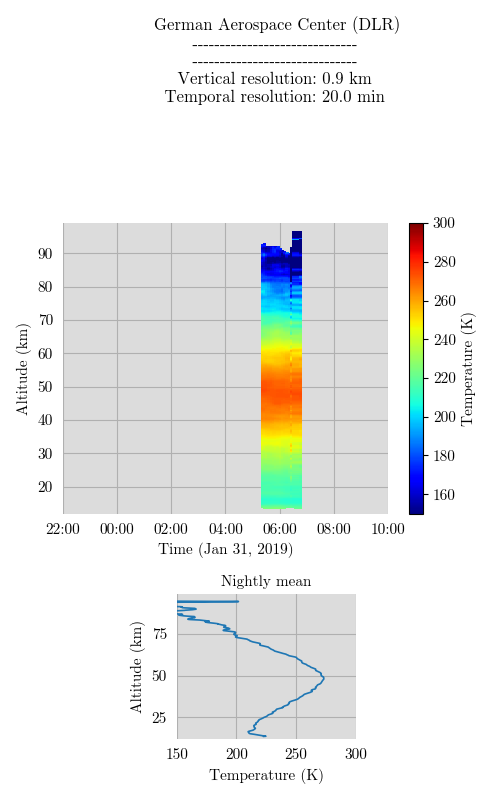 German Aerospace Center (DLR)
------------------------------
------------------------------
Vertical resolution: 0.9 km
Temporal resolution: 20.0 min
90
80
70
60
50
40
30
20
Altitude (km)
22:00 00:00 02:00 04:00 06:00 08:00 10:00
Time (Jan 31, 2019)
300
280
260
240
220
200
180
160
Temperature (K)
Nightly mean
75
50
25
Altitude (km)
150 200 250 300
Temperature (K)